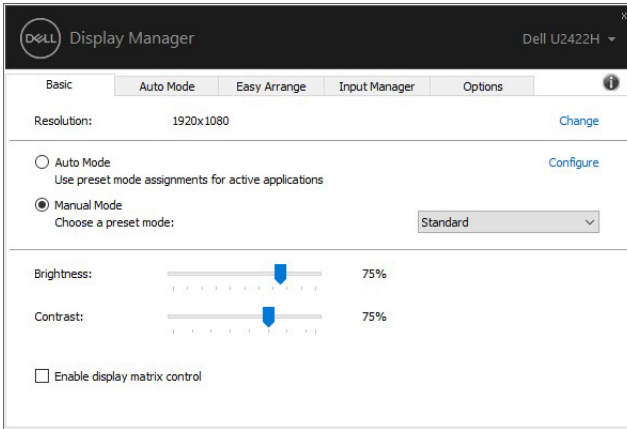 DELL Display Manager Dell U2422H
x
Basic Auto Mode Easy Arrange Input Manager Options i
Resolution: 1920x1080 Change
Auto Mode Configure
Use preset mode assignments for active applications
Manual Mode
Choose a preset mode: Standard
Brightness: 75%
Contrast: 75%
Enable display matrix control